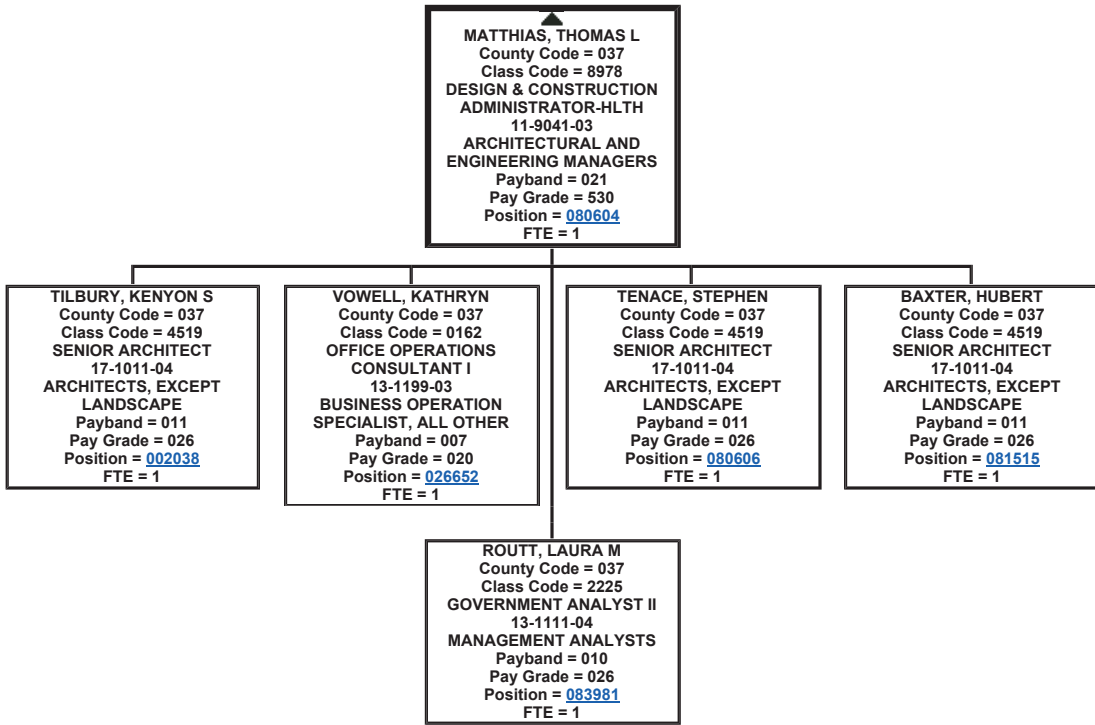 MATTHIAS, THOMAS L
County Code = 037
Class Code = 8978
DESIGN & CONSTRUCTION
ADMINISTRATOR-HLTH
11-9041-03
ARCHITECTURAL AND
ENGINEERING MANAGERS
Payband = 021
Pay Grade = 530
Position = 080604
FTE = 1
TILBURY, KENYON S
County Code = 037
Class Code = 4519
SENIOR ARCHITECT
17-1011-04
ARCHITECTS, EXCEPT
LANDSCAPE
Payband = 011
Pay Grade = 026
Position = 002038
FTE = 1
VOWELL, KATHRYN
County Code = 037
Class Code = 0162
OFFICE OPERATIONS
CONSULTANT I
13-1199-03
BUSINESS OPERATION
SPECIALIST, ALL OTHER
Payband = 007
Pay Grade = 020
Position = 026652
FTE = 1
TENACE, STEPHEN
County Code = 037
Class Code = 4519
SENIOR ARCHITECT
17-1011-04
ARCHITECTS, EXCEPT
LANDSCAPE
Payband = 011
Pay Grade = 026
Position = 080606
FTE = 1
BAXTER, HUBERT
County Code = 037
Class Code = 4519
SENIOR ARCHITECT
17-1011-04
ARCHITECTS, EXCEPT
LANDSCAPE
Payband = 011
Pay Grade = 026
Position = 081515
FTE = 1
ROUTT, LAURA M
County Code = 037
Class Code = 2225
GOVERNMENT ANALYST II
13-1111-04
MANAGEMENT ANALYSTS
Payband = 010
Pay Grade = 026
Position = 083981
FTE = 1